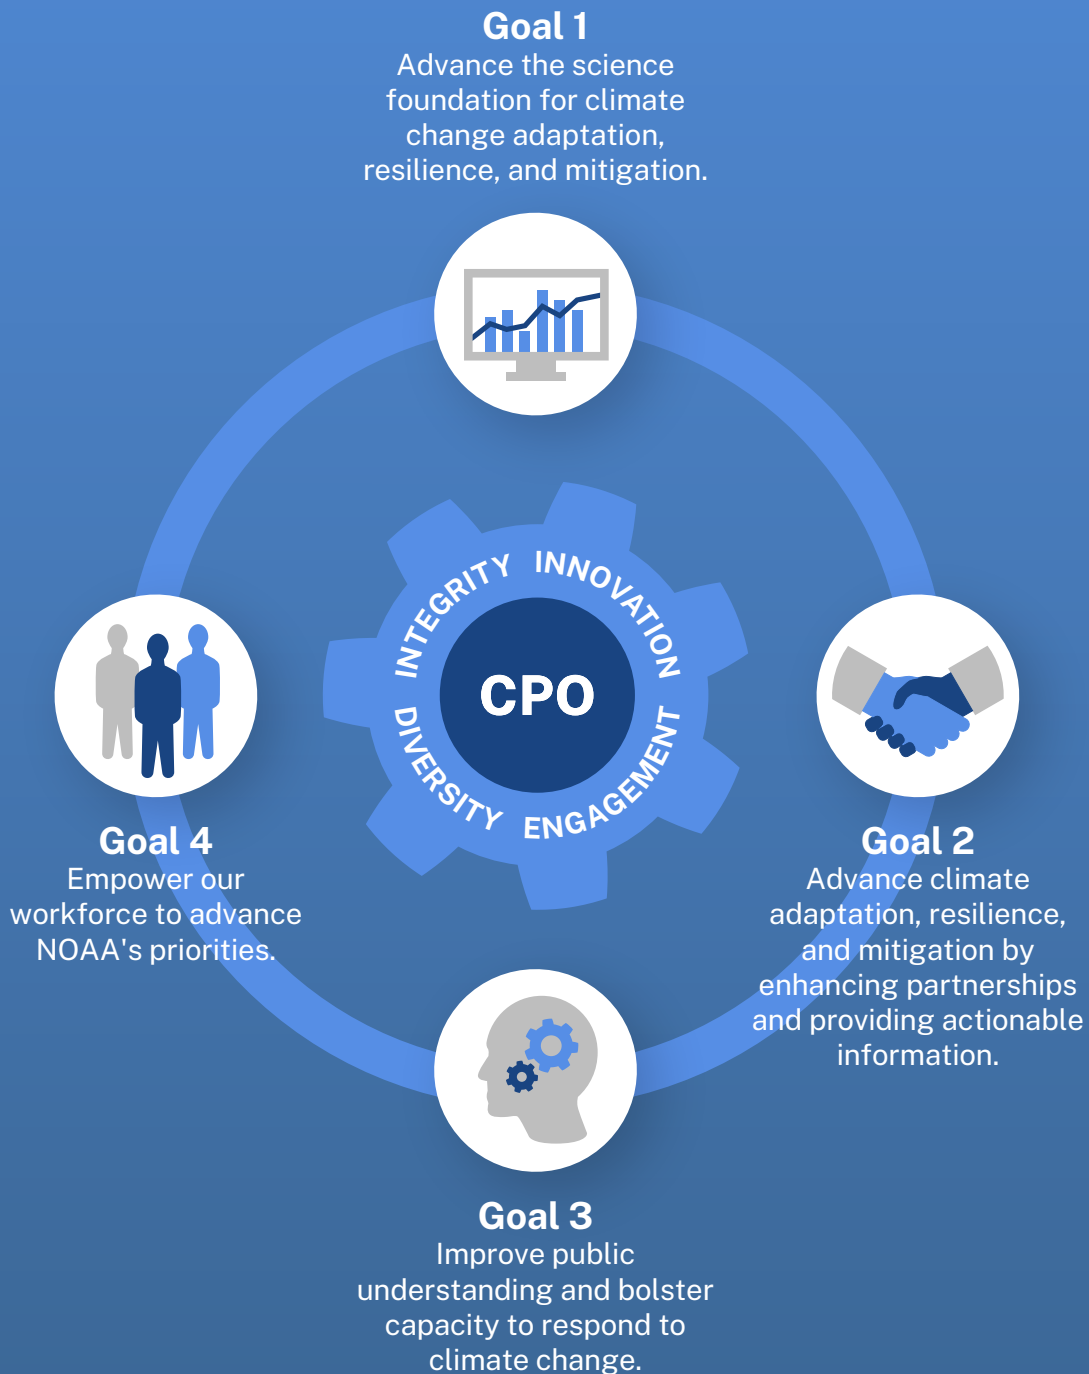 Goal 1
Advance the science
foundation for climate
change adaptation,
resilience, and mitigation.
INTEGRITY INNOVATION
CPO
DIVERSITY ENGAGEMENT
Goal 4
Empower our
workforce to advance
NOAA's priorities.
Goal 2
Advance climate
adaptation, resilience,
and mitigation by
enhancing partnerships
and providing actionable
information.
Goal 3
Improve public
understanding and bolster
capacity to respond to
climate change.